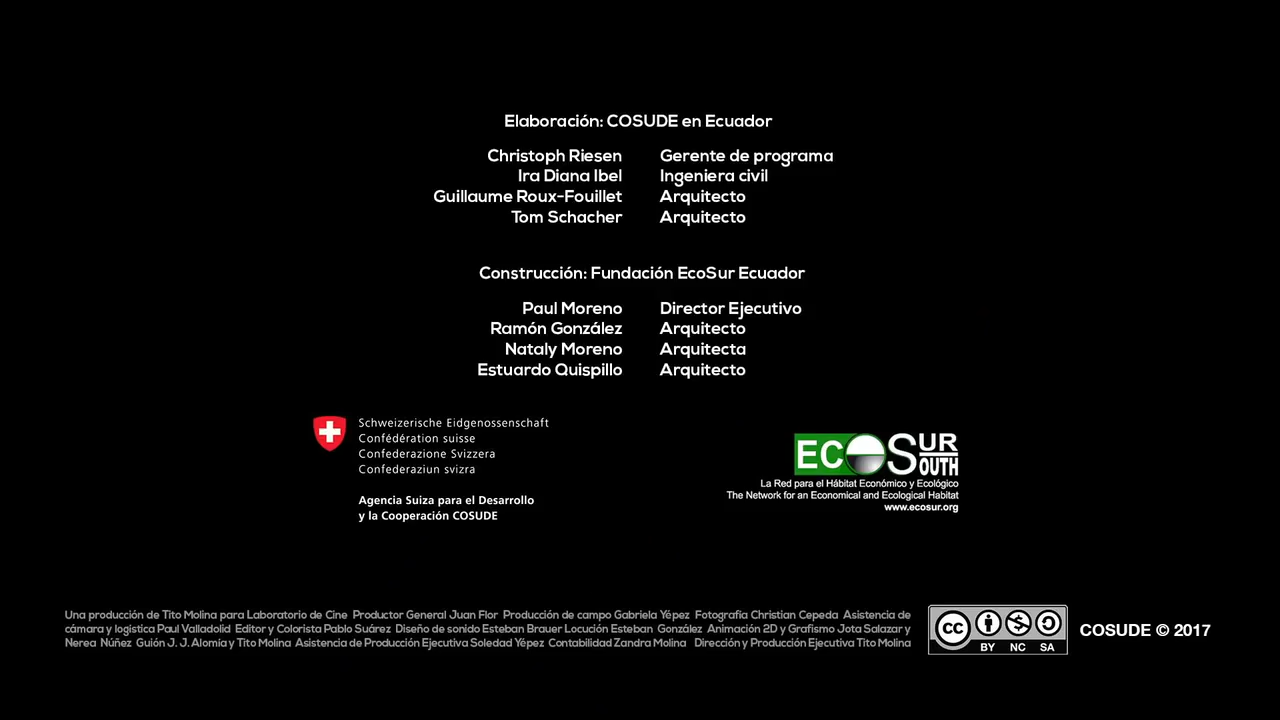 Elaboración: COSUDE en Ecuador
Christoph Riesen Gerente de programa
Ira Diana Ibel Ingeniera civil
Guillaume Roux-Fouillet Arquitecto
Tom Schacher Arquitecto
Construcción: Fundación EcoSur Ecuador
Paul Moreno Director Ejecutivo
Ramón González Arquitecto
Nataly Moreno Arquitecta
Estuardo Quispillo Arquitecto
Schweizerische Eidgenossenschaft
Confédération suisse
Confederazione Svizzera
Confederaziun svizra
Agencia Suiza para el Desarrollo
y la Cooperación COSUDE
ECOSUR
SOUTH
La Red para el Hábitat Económico y Ecológico
The Network for an Economical and Ecological Habitat
www.ecosur.org
Una producción de Tito Molina para Laboratorio de Cine Productor General Juan Flor Producción de campo Gabriela Yépez Fotografía Christian Cepeda Asistencia de
cámara y logística Paul Valladolid Editor y Colorista Pablo Suárez Diseño de sonido Esteban Brauer Locución Esteban González Animación 2D y Grafismo Jota Salazar y
Nerea Núñez Guión J. J. Alomía y Tito Molina Asistencia de Producción Ejecutiva Soledad Yépez Contabilidad Zandra Molina Dirección y Producción Ejecutiva Tito Molina
cc
BY NC SA
COSUDE © 2017